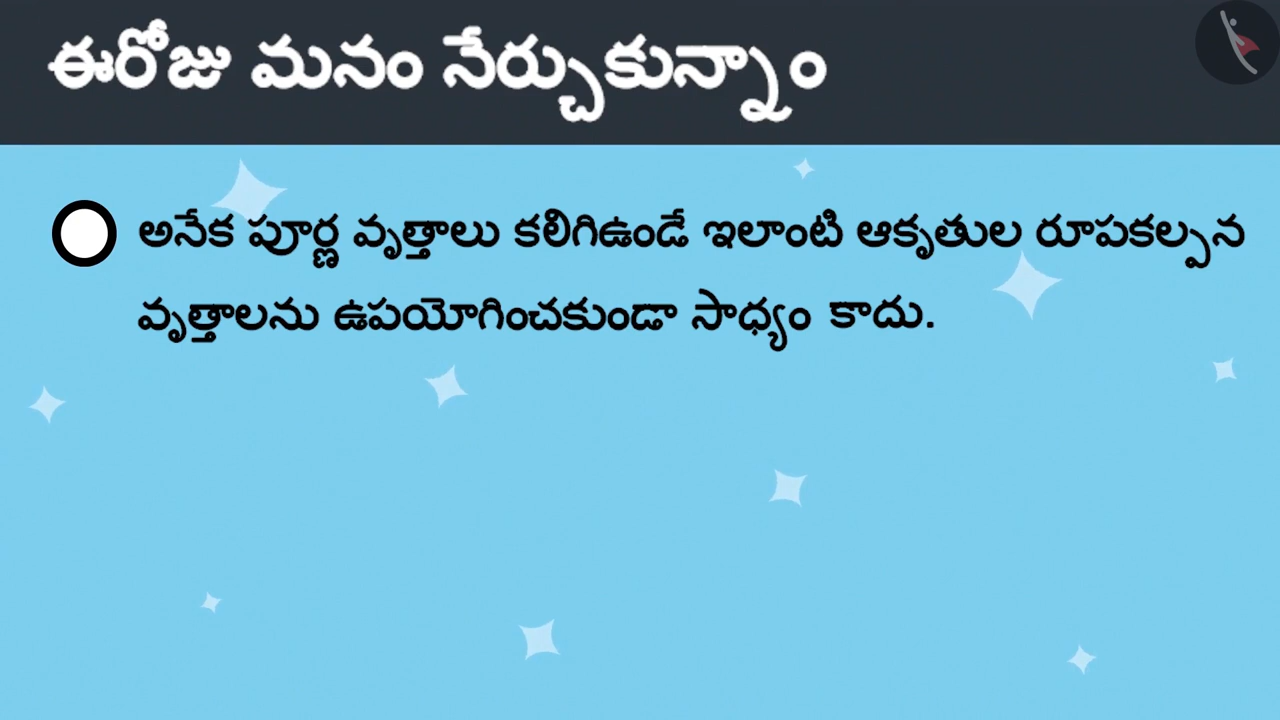 ఈరోజు మనం నేర్చుకున్నాం
అనేక పూర్ణ వృత్తాలు కలిగిఉండే ఇలాంటి ఆకృతుల రూపకల్పన
వృత్తాలను ఉపయోగించకుండా సాధ్యం కాదు.